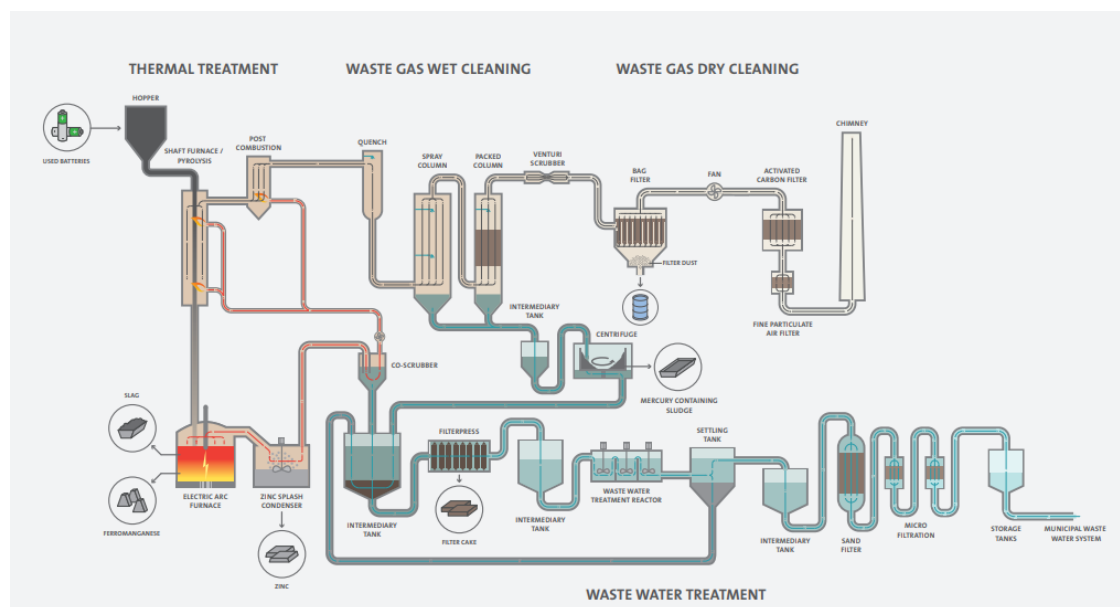 THERMAL TREATMENT
WASTE GAS WET CLEANING
WASTE GAS DRY CLEANING
HOPPER
USED BATTERIES
SHAFT FURNACE /
PYROLYSIS
POST
COMBUSTION
QUENCH
SPRAY
COLUMN
PACKED
COLUMN
VENTURI
SCRUBBER
BAG
FILTER
FAN
ACTIVATED
CARBON FILTER
CHIMNEY
FILTER DUST
FINE PARTICULATE
AIR FILTER
INTERMEDIARY
TANK
CENTRIFUGE
MERCURY CONTAINING
SLUDGE
CO-SCRUBBER
SLAG
FERROMANGANESE
ELECTRIC ARC
FURNACE
ZINC SPLASH
CONDENSER
ZINC
INTERMEDIARY
TANK
FILTERPRESS
FILTER CAKE
INTERMEDIARY
TANK
WASTE WATER
TREATMENT REACTOR
SETTLING
TANK
INTERMEDIARY
TANK
SAND
FILTER
MICRO
FILTRATION
STORAGE
TANKS
MUNICIPAL WASTE
WATER SYSTEM
WASTE WATER TREATMENT